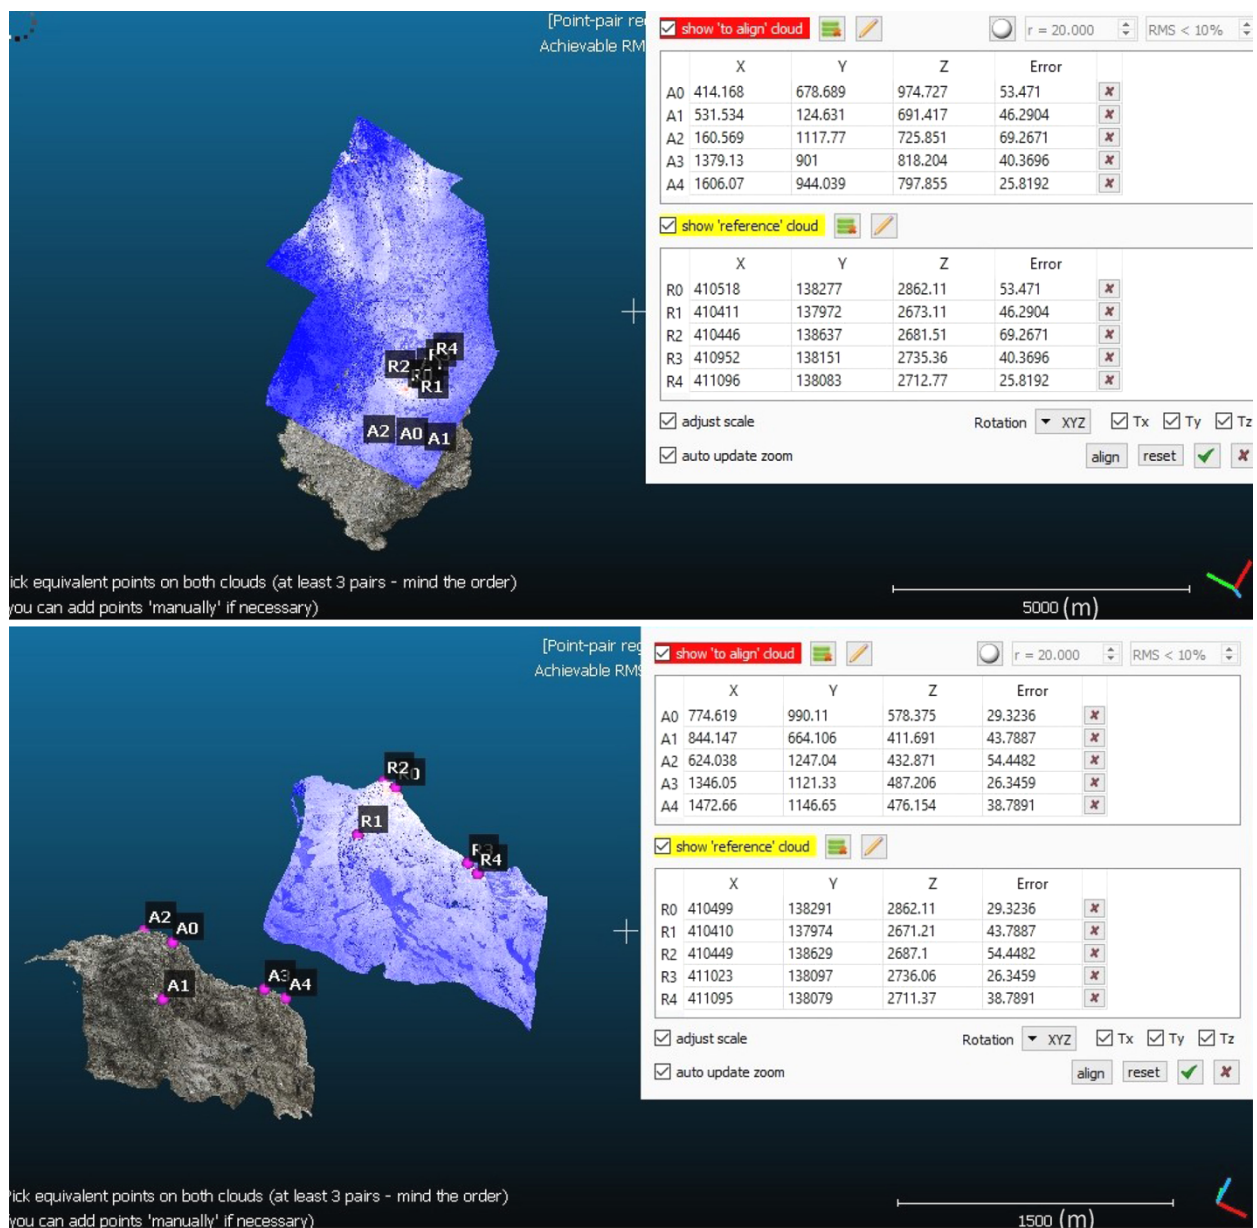 [Point-pair reg
Achievable RM
show 'to align' cloud r = 20.000 RMS < 10%
X Y Z Error
A0 414.168 678.689 974.727 53.471
A1 531.534 124.631 691.417 46.2904
A2 160.569 1117.77 725.851 69.2671
A3 1379.13 901 818.204 40.3696
A4 1606.07 944.039 797.855 25.8192
show 'reference' cloud
X Y Z Error
R0 410518 138277 2862.11 53.471
R1 410411 137972 2673.11 46.2904
R2 410446 138637 2681.51 69.2671
R3 410952 138151 2735.36 40.3696
R4 411096 138083 2712.77 25.8192
adjust scale Rotation XYZ Tx Ty Tz
auto update zoom align reset
R4
R2
R1
A2 A0 A1
ick equivalent points on both clouds (at least 3 pairs - mind the order)
you can add points 'manually' if necessary)
5000 (m)
[Point-pair reg
Achievable RMS
show 'to align' cloud r = 20.000 RMS < 10%
X Y Z Error
A0 774.619 990.11 578.375 29.3236
A1 844.147 664.106 411.691 43.7887
A2 624.038 1247.04 432.871 54.4482
A3 1346.05 1121.33 487.206 26.3459
A4 1472.66 1146.65 476.154 38.7891
show 'reference' cloud
X Y Z Error
R0 410499 138291 2862.11 29.3236
R1 410410 137974 2671.21 43.7887
R2 410449 138629 2687.1 54.4482
R3 411023 138097 2736.06 26.3459
R4 411095 138079 2711.37 38.7891
adjust scale Rotation XYZ Tx Ty Tz
auto update zoom align reset
R2 R0
R1
R3
R4
A2
A0
A1
A3 A4
Pick equivalent points on both clouds (at least 3 pairs - mind the order)
you can add points 'manually' if necessary)
1500 (m)